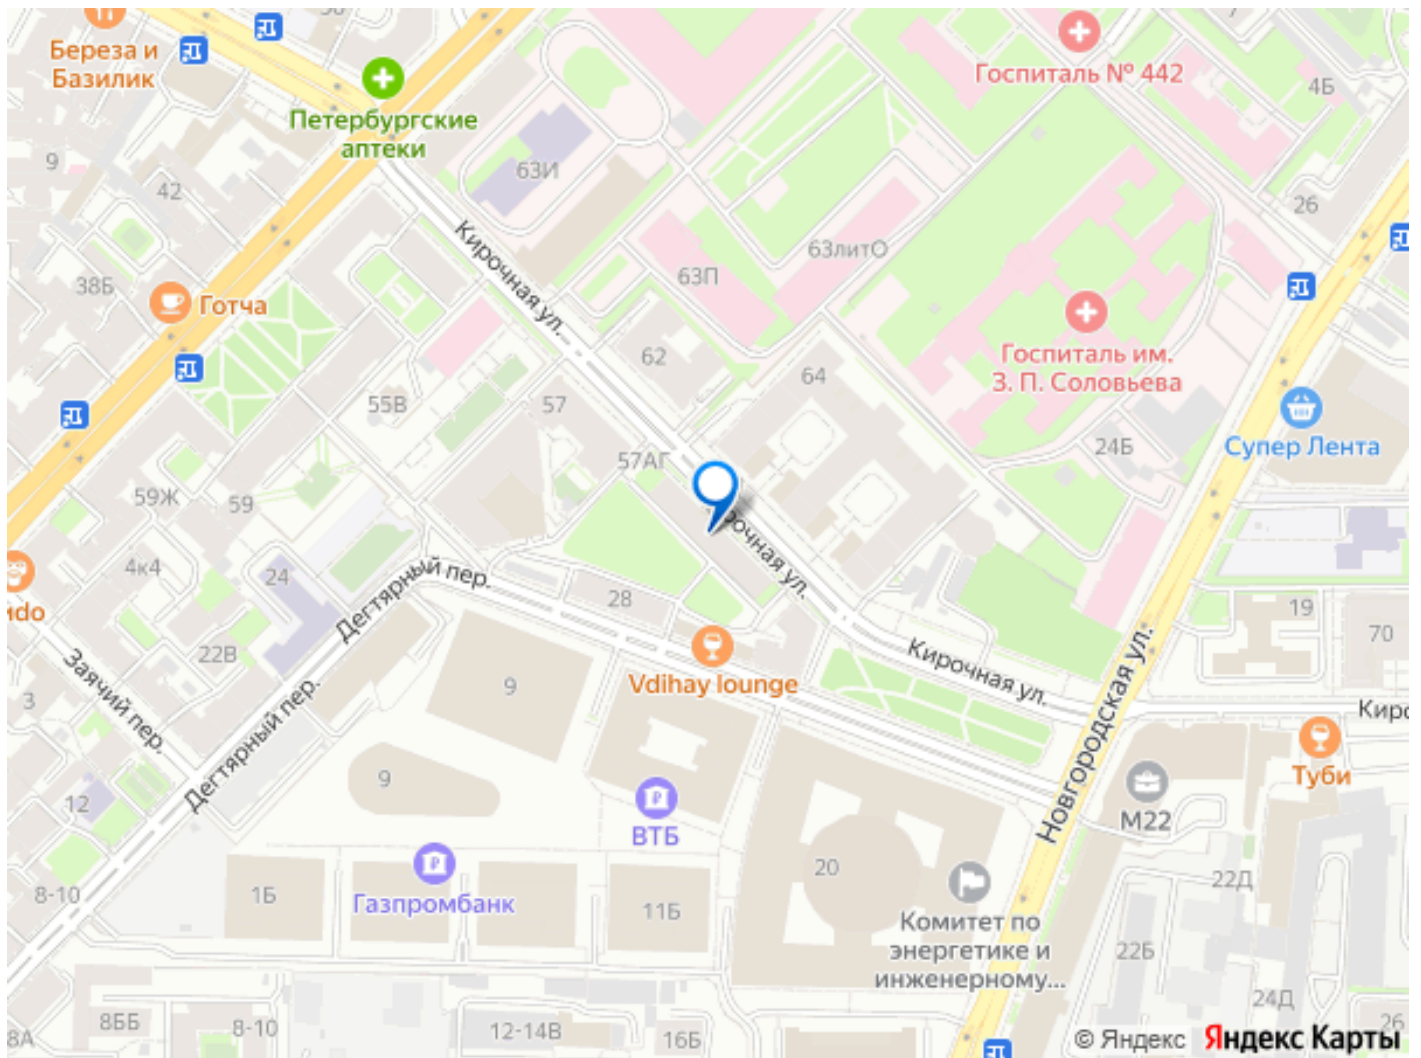 Береза и
Базилик
Петербургские
аптеки
Госпиталь № 442
4Б
9
42
63И
26
Кирочная ул.
63литО
63П
38Б
Готча
62
64
Госпиталь им.
З. П. Соловьева
55В
57
Супер Лента
24Б
57АГ
59Ж
59
рочная ул.
4к4
24
Дегтярный пер.
28
19
70
22В
Заячий пер.
3
9
Vdihay lounge
Кирочная ул.
Новгородская ул.
Кирс
Дегтярный пер.
9
12
ВТБ
М22
Туби
20
8-10
1Б
Газпромбанк
11Б
22Д
Комитет по
энергетике и
инженерному...
22Б
24Д
8ББ
8-10
12-14В
16Б
26
8А
© Яндекс Яндекс Карты